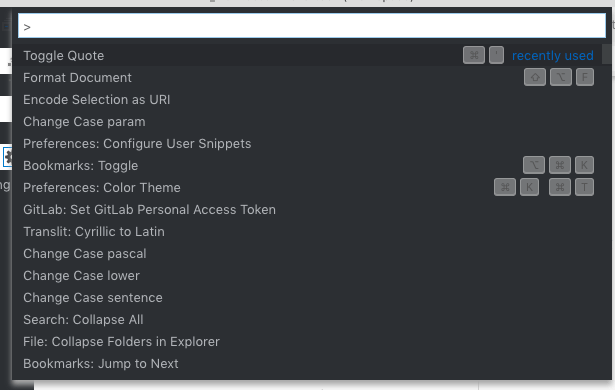 >
Toggle Quote ⌘ ' recently used
Format Document ⇧ ⌥ F
Encode Selection as URI
Change Case param
Preferences: Configure User Snippets
Bookmarks: Toggle ⌥ ⌘ K
Preferences: Color Theme ⌘ K ⌘ T
GitLab: Set GitLab Personal Access Token
Translit: Cyrillic to Latin
Change Case pascal
Change Case lower
Change Case sentence
Search: Collapse All
File: Collapse Folders in Explorer
Bookmarks: Jump to Next